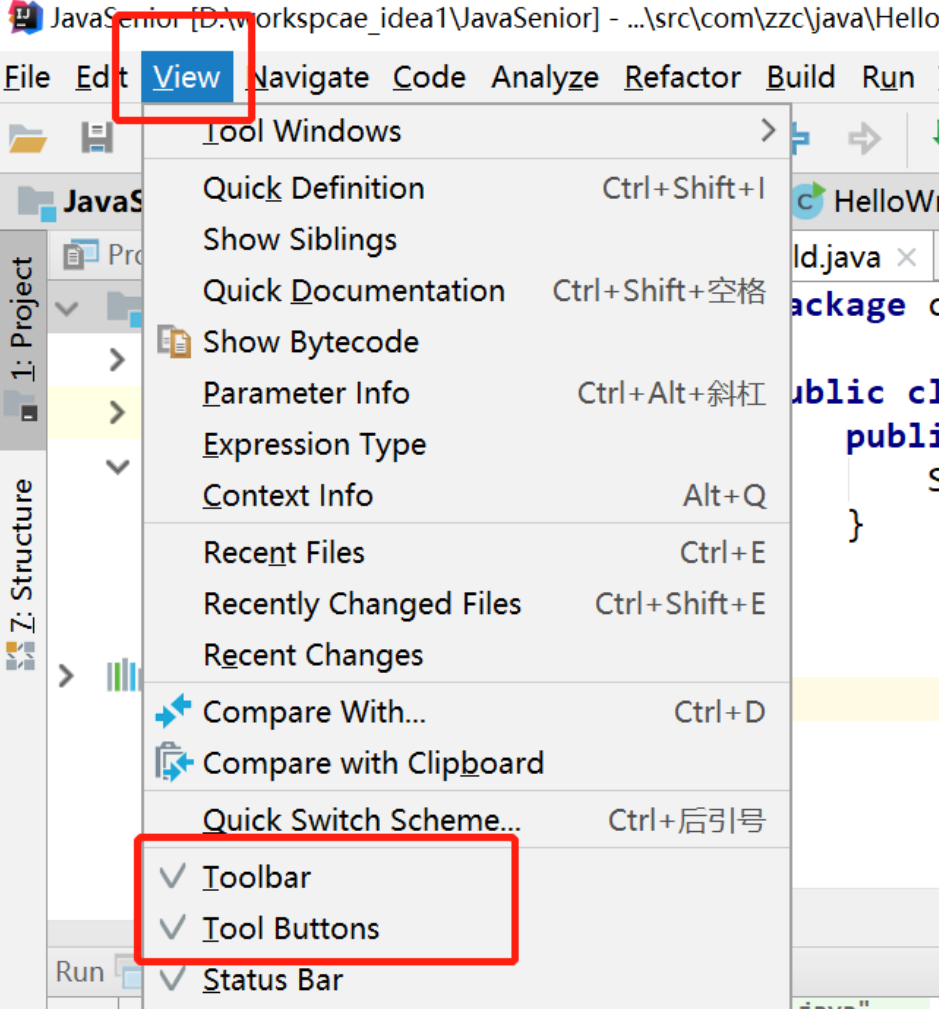 JavaSenior [D:\workspcae_idea1\JavaSenior] - ...\src\com\zzc\java\Hello
File Edit View Navigate Code Analyze Refactor Build Run
Tool Windows
JavaS
HelloWr
Quick Definition Ctrl+Shift+I
Show Siblings
Pro
ld.java
Quick Documentation Ctrl+Shift+空格
ackage c
Show Bytecode
1: Project
Parameter Info Ctrl+Alt+斜杠
ublic cl
Expression Type
publi
Context Info Alt+Q
S
}
Recent Files Ctrl+E
7: Structure
Recently Changed Files Ctrl+Shift+E
Recent Changes
Compare With... Ctrl+D
Compare with Clipboard
Quick Switch Scheme... Ctrl+后引号
Toolbar
Tool Buttons
Run
Status Bar